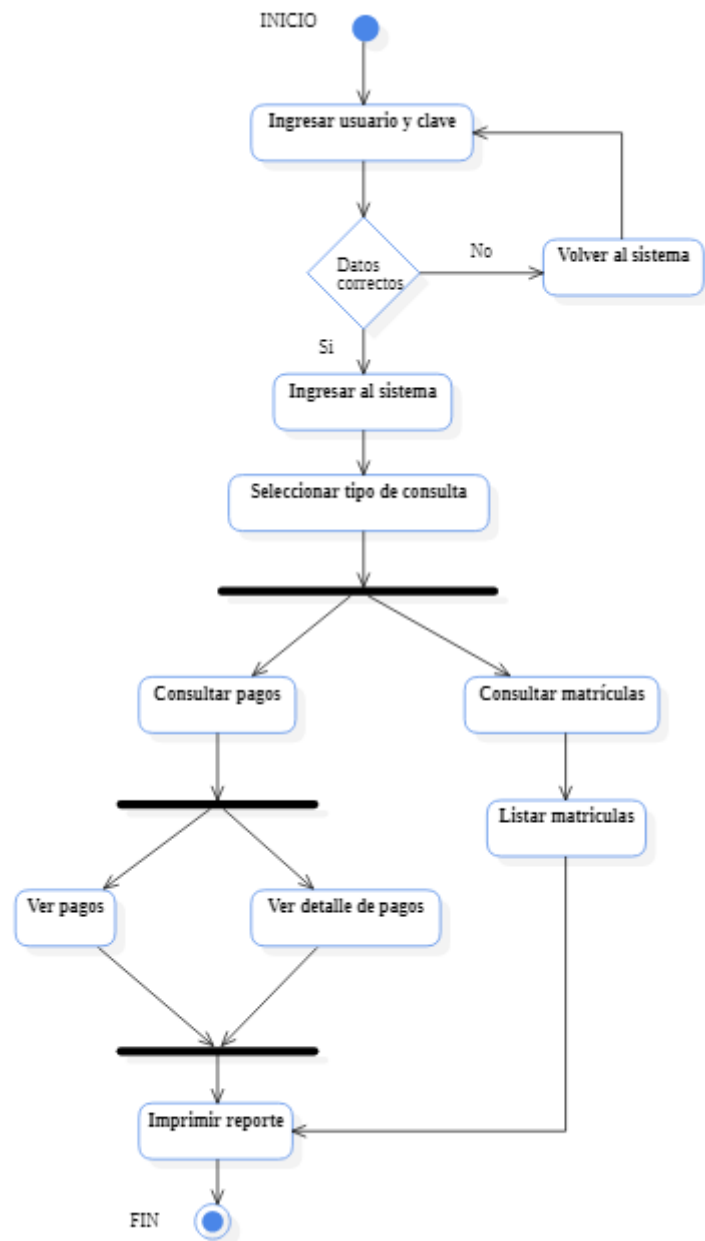 INICIO
Ingresar usuario y clave
Datos
correctos
No
Volver al sistema
Si
Ingresar al sistema
Seleccionar tipo de consulta
Consultar pagos
Consultar matrículas
Listar matriculas
Ver pagos
Ver detalle de pagos
Imprimir reporte
FIN